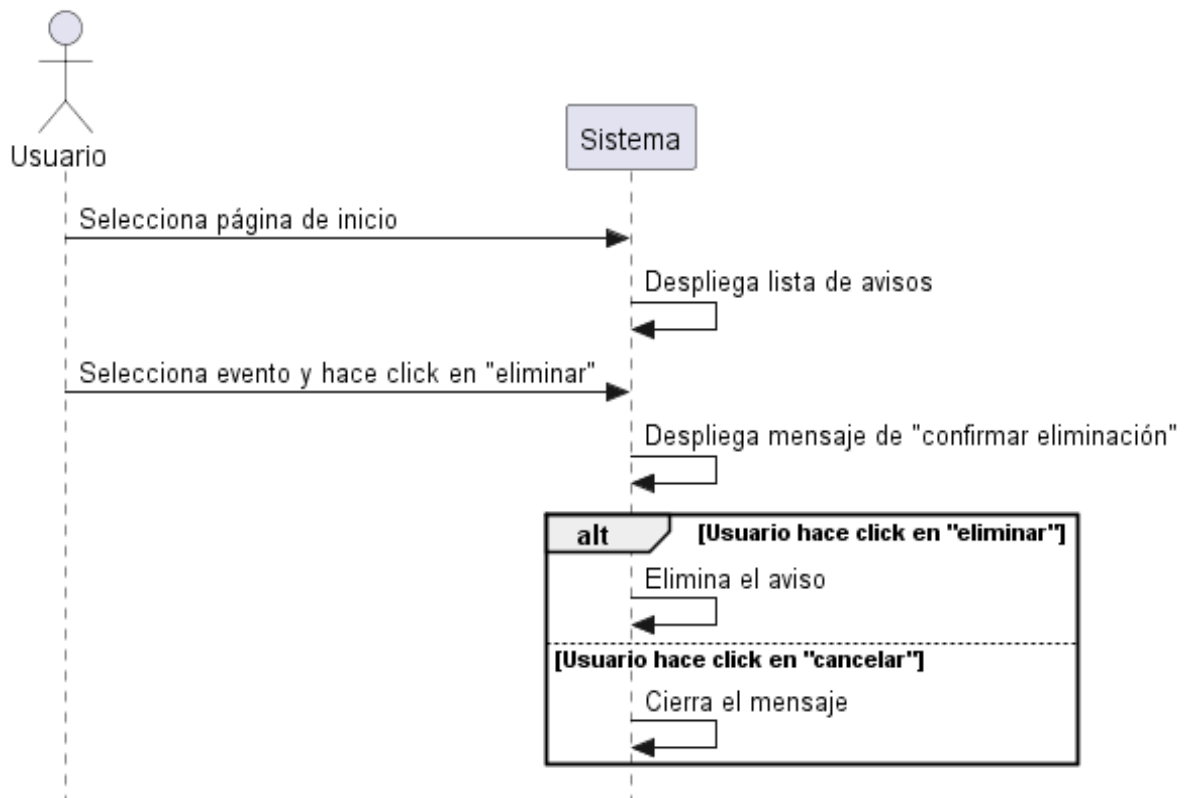 Usuario
Sistema
Selecciona página de inicio
Despliega lista de avisos
Selecciona evento y hace click en "eliminar"
Despliega mensaje de "confirmar eliminación"
alt [Usuario hace click en "eliminar"]
Elimina el aviso
[Usuario hace click en "cancelar"]
Cierra el mensaje